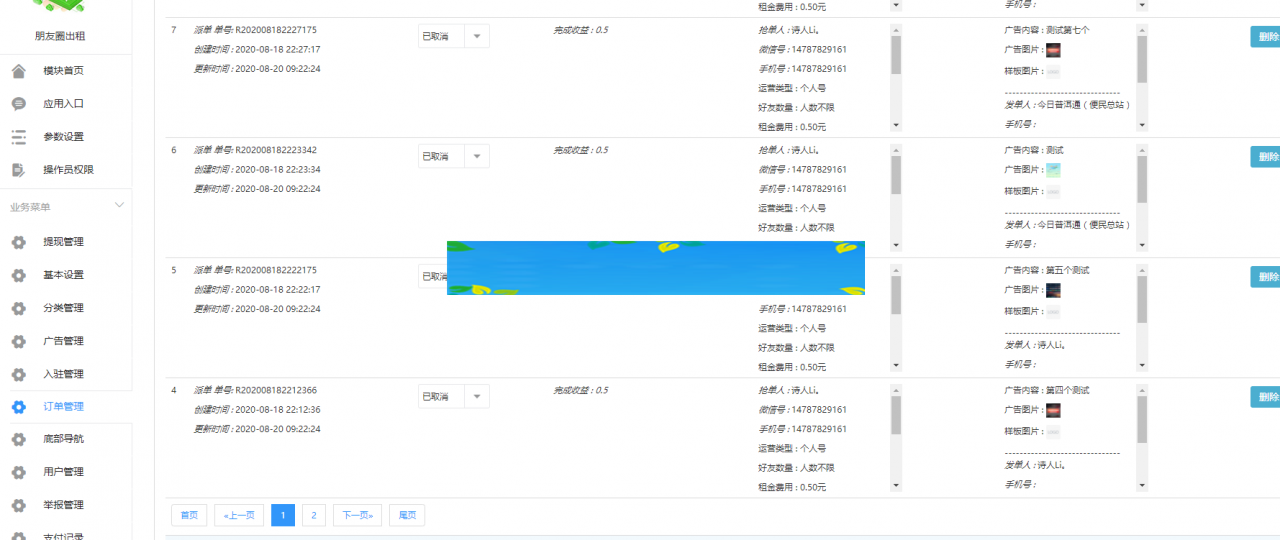 朋友圈出租
模块首页
应用入口
参数设置
操作员权限
业务菜单
提现管理
基本设置
分类管理
广告管理
入驻管理
订单管理
底部导航
用户管理
举报管理
支付记录
租金费用 : 0.50元
手机号 :
7
派单 单号: R202008182227175
创建时间 : 2020-08-18 22:27:17
更新时间 : 2020-08-20 09:22:24
已取消
完成收益 : 0.5
抢单人 : 诗人Li。
微信号 : 14787829161
手机号 : 14787829161
运营类型 : 个人号
好友数量 : 人数不限
租金费用 : 0.50元
广告内容 : 测试第七个
广告图片 :
样板图片 :
-------------------------------
发单人 : 今日普洱通（便民总站）
手机号 :
删除
6
派单 单号: R202008182223342
创建时间 : 2020-08-18 22:23:34
更新时间 : 2020-08-20 09:22:24
已取消
完成收益 : 0.5
抢单人 : 诗人Li。
微信号 : 14787829161
手机号 : 14787829161
运营类型 : 个人号
好友数量 : 人数不限
广告内容 : 测试
广告图片 :
样板图片 :
-------------------------------
发单人 : 今日普洱通（便民总站）
手机号 :
删除
5
派单 单号: R202008182222175
创建时间 : 2020-08-18 22:22:17
更新时间 : 2020-08-20 09:22:24
已取消
手机号 : 14787829161
运营类型 : 个人号
好友数量 : 人数不限
租金费用 : 0.50元
广告内容 : 第五个测试
广告图片 :
样板图片 :
-------------------------------
发单人 : 诗人Li。
手机号 :
删除
4
派单 单号: R202008182212366
创建时间 : 2020-08-18 22:12:36
更新时间 : 2020-08-20 09:22:24
已取消
完成收益 : 0.5
抢单人 : 诗人Li。
微信号 : 14787829161
手机号 : 14787829161
运营类型 : 个人号
好友数量 : 人数不限
租金费用 : 0.50元
广告内容 : 第四个测试
广告图片 :
样板图片 :
-------------------------------
发单人 : 诗人Li。
手机号 :
删除
首页
«上一页
1
2
下一页»
尾页